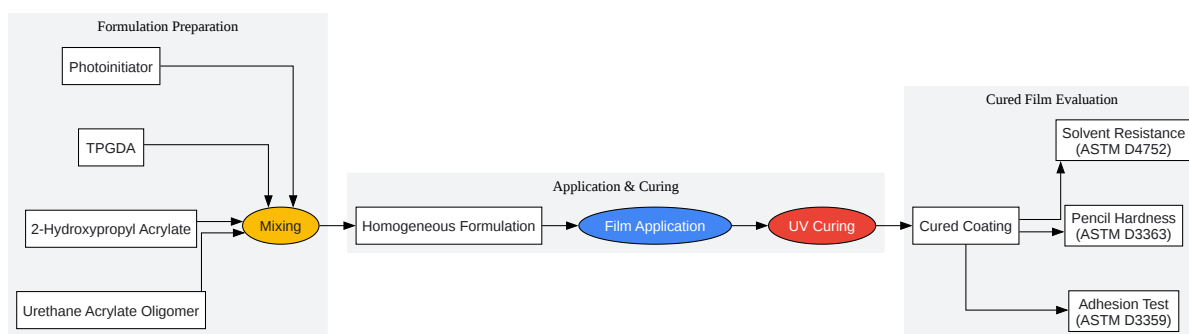 Formulation Preparation
Photoinitiator
TPGDA
2-Hydroxypropyl Acrylate
Urethane Acrylate Oligomer
Mixing
Application & Curing
Homogeneous Formulation
Film Application
UV Curing
Cured Film Evaluation
Cured Coating
Solvent Resistance
(ASTM D4752)
Pencil Hardness
(ASTM D3363)
Adhesion Test
(ASTM D3359)